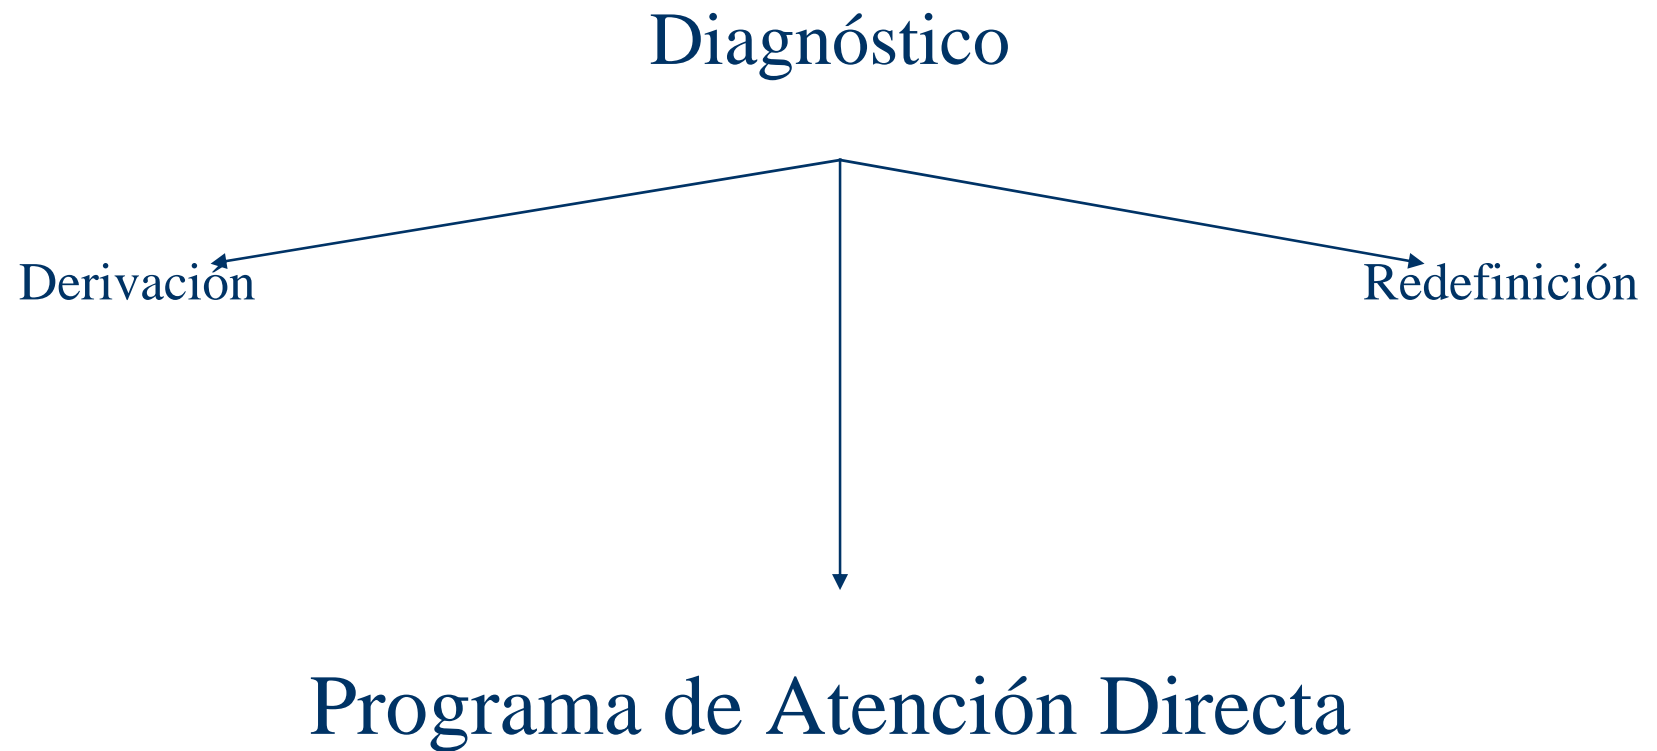 Diagnóstico
Derivación
Redefinición
Programa de Atención Directa